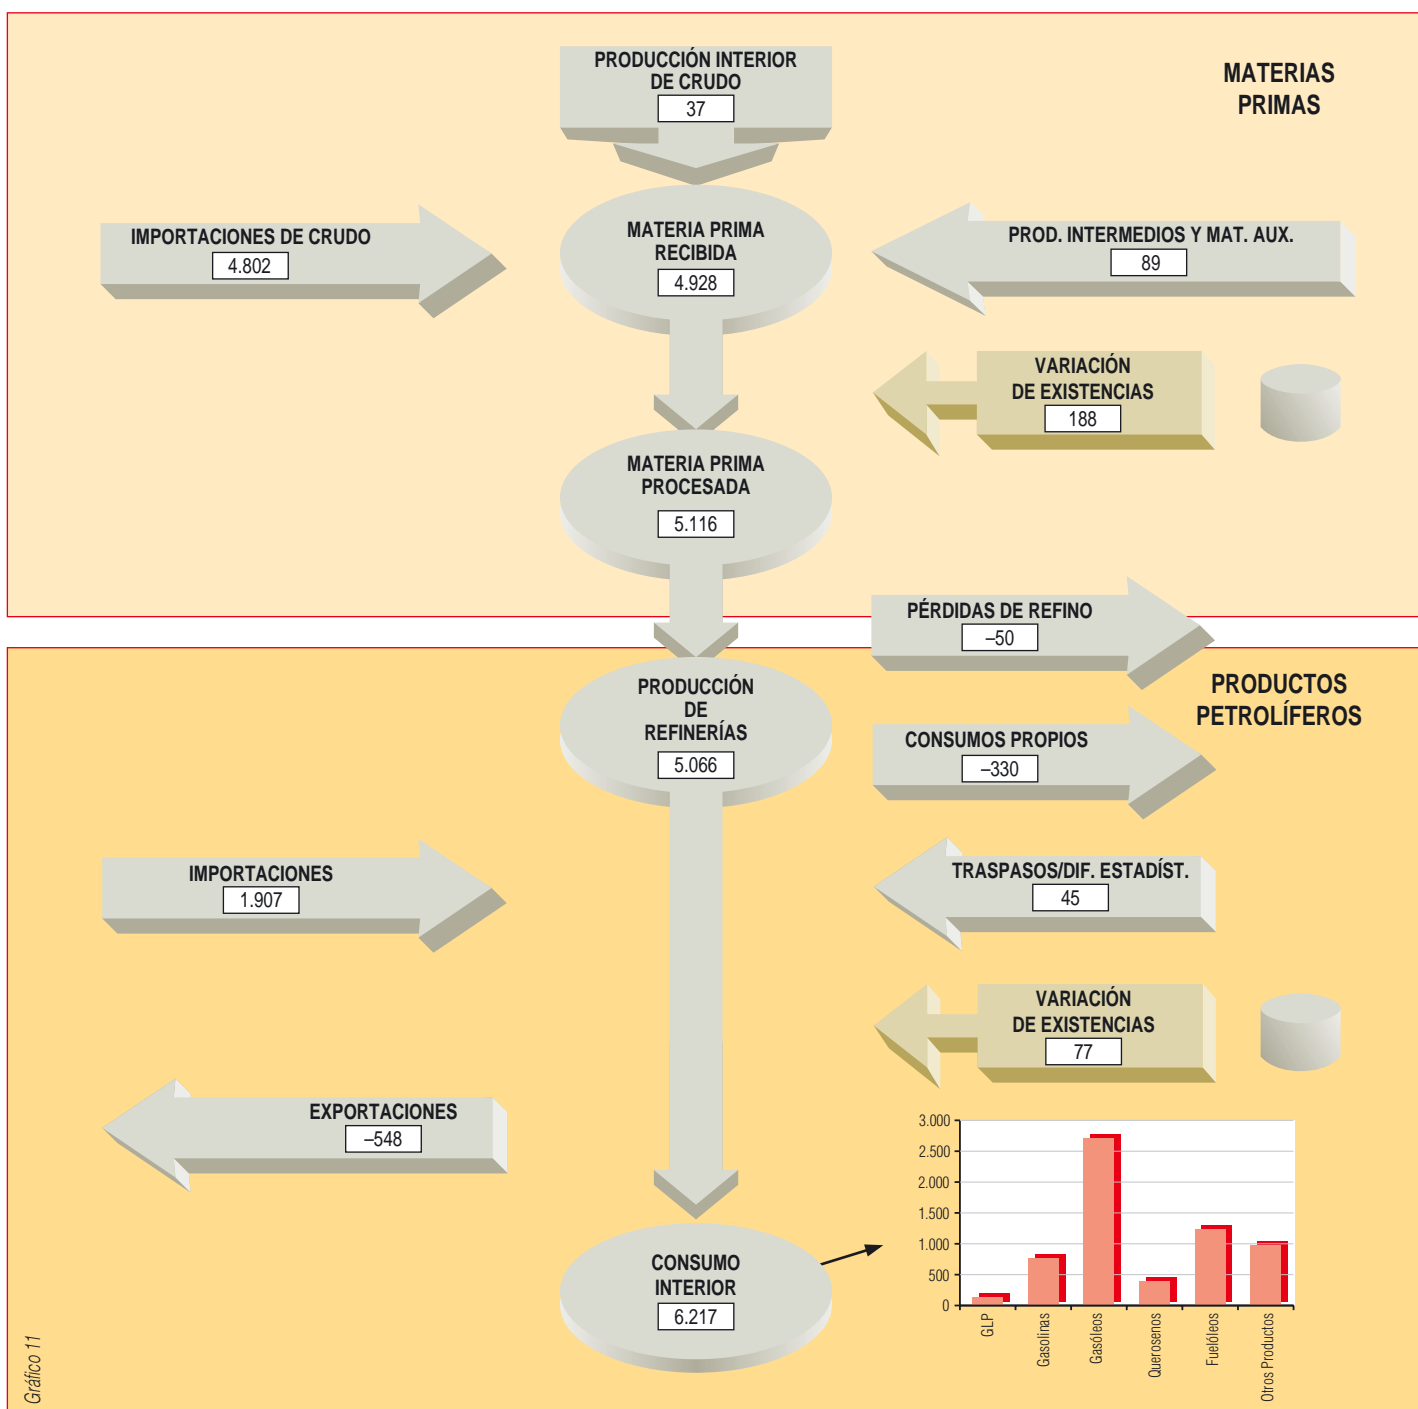 PRODUCCIÓN INTERIOR
DE CRUDO
37
MATERIAS
PRIMAS
IMPORTACIONES DE CRUDO
4.802
MATERIA PRIMA
RECIBIDA
4.928
PROD. INTERMEDIOS Y MAT. AUX.
89
VARIACIÓN
DE EXISTENCIAS
188
MATERIA PRIMA
PROCESADA
5.116
PÉRDIDAS DE REFINO
–50
PRODUCTOS
PETROLÍFEROS
PRODUCCIÓN
DE
REFINERÍAS
5.066
CONSUMOS PROPIOS
–330
IMPORTACIONES
1.907
TRASPASOS/DIF. ESTADÍST.
45
VARIACIÓN
DE EXISTENCIAS
77
EXPORTACIONES
–548
CONSUMO
INTERIOR
6.217
3.000
2.500
2.000
1.500
1.000
500
0
GLP
Gasolinas
Gasóleos
Querosenos
Fuelóleos
Otros Productos
Gráfico 11